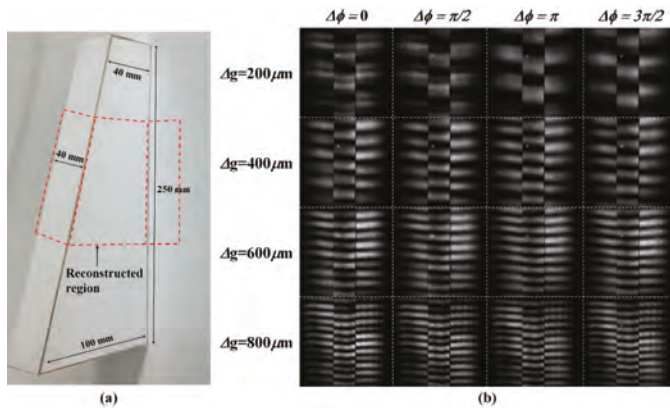 Δϕ = 0
Δϕ = π/2
Δϕ = π
Δϕ = 3π/2
40 mm
Δg=200μm
40 mm
Δg=400μm
250 mm
Δg=600μm
Reconstructed
region
100 mm
Δg=800μm
(a)
(b)